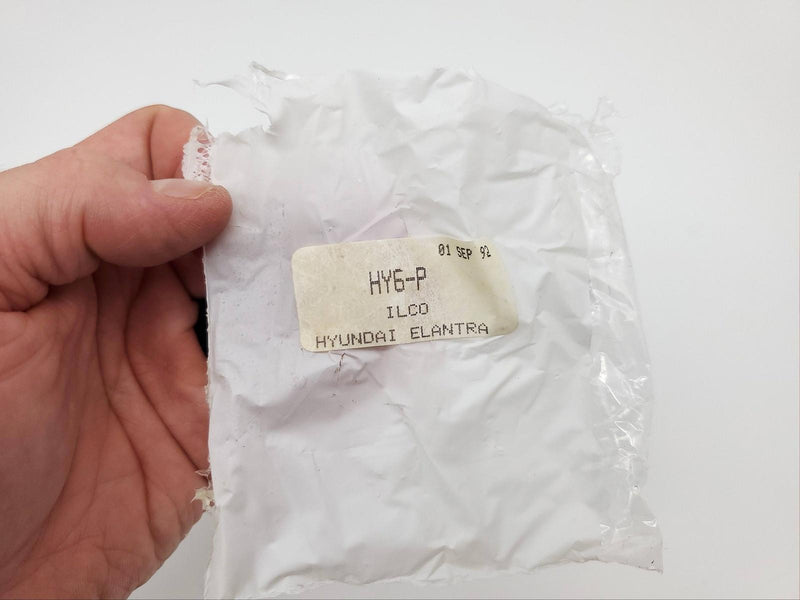 01 SEP 92
HY6-P
ILCO
HYUNDAI ELANTRA